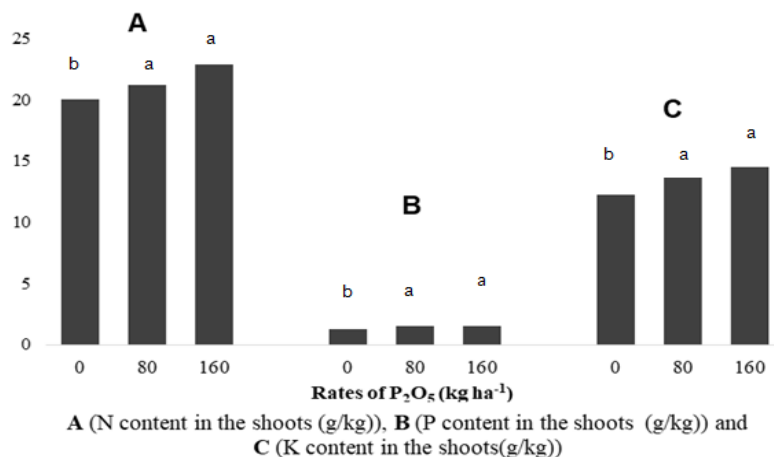 A
25
b a a
20
C
15
b a a
B
10
5
b a a
0
0 80 160 0 80 160 0 80 160
Rates of P₂O₅ (kg ha⁻¹)
A (N content in the shoots (g/kg)), B (P content in the shoots (g/kg)) and
C (K content in the shoots(g/kg))